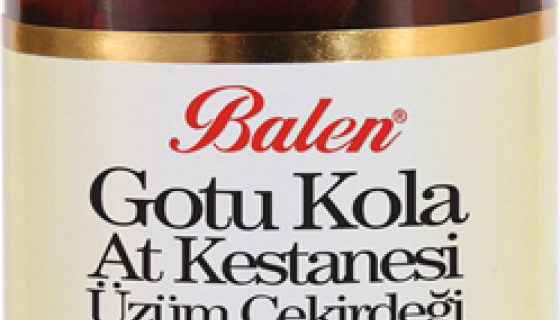 Balen®
Gotu Kola
At Kestanesi
Üzüm Çekirdeği